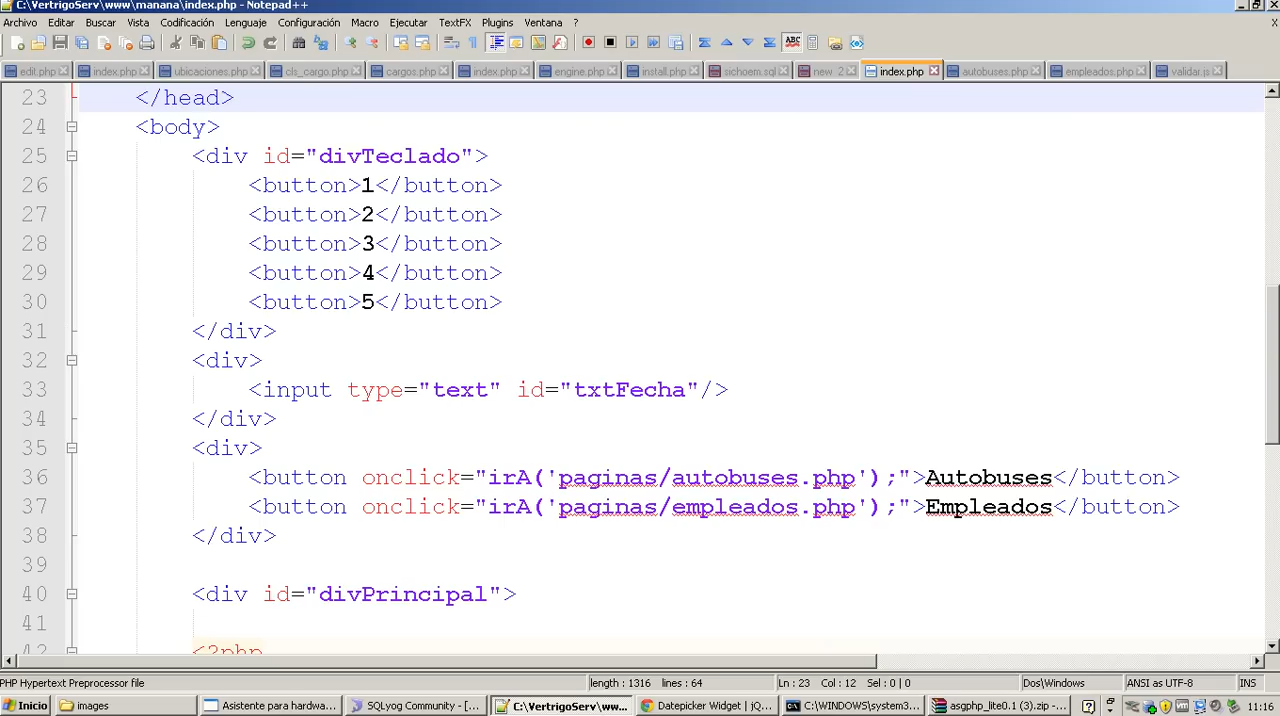 C:\VertrigoServ\www\manana\index.php - Notepad++
Archivo Editar Buscar Vista Codificación Lenguaje Configuración Macro Ejecutar TextFX Plugins Ventana ?
X
edit.php index.php ubicaciones.php cls_cargo.php cargos.php index.php engine.php install.php sichoem.sql new 2 index.php autobuses.php empleados.php validar.js
23 </head>
24 <body>
25 <div id="divTeclado">
26 <button>1</button>
27 <button>2</button>
28 <button>3</button>
29 <button>4</button>
30 <button>5</button>
31 </div>
32 <div>
33 <input type="text" id="txtFecha"/>
34 </div>
35 <div>
36 <button onclick="irA('paginas/autobuses.php');">Autobuses</button>
37 <button onclick="irA('paginas/empleados.php');">Empleados</button>
38 </div>
39
40 <div id="divPrincipal">
41
42 <?php
PHP Hypertext Preprocessor file length : 1316 lines : 64 Ln : 23 Col : 12 Sel : 0 | 0 Dos\Windows ANSI as UTF-8 INS
Inicio images Asistente para hardwa... SQLyog Community - [... C:\VertrigoServ\www... Datepicker Widget | jQ... C:\WINDOWS\system3... asgphp_lite0.1 (3).zip -... 11:16